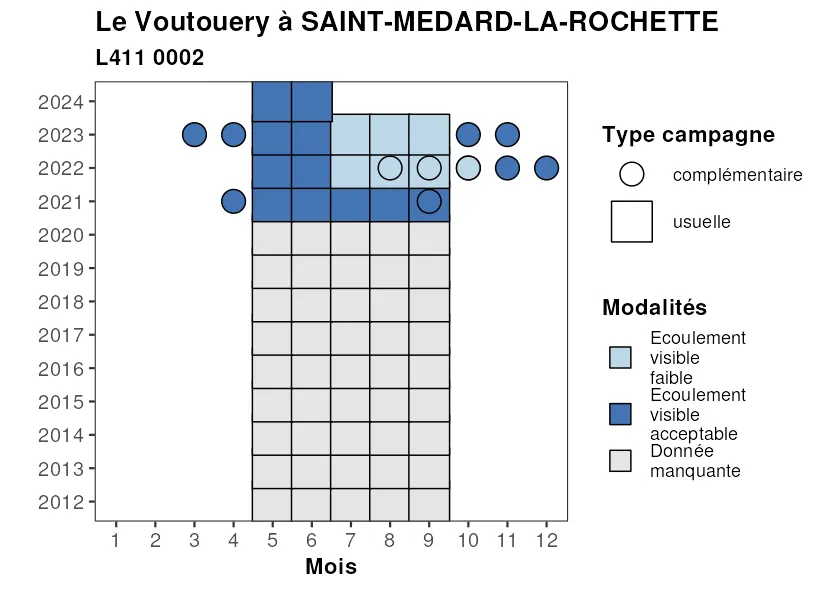 Le Voutouery à SAINT-MEDARD-LA-ROCHETTE
L411 0002
2024
2023
2022
2021
2020
2019
2018
2017
2016
2015
2014
2013
2012
1 2 3 4 5 6 7 8 9 10 11 12
Mois
Type campagne
complémentaire
usuelle
Modalités
Ecoulement
visible
faible
Ecoulement
visible
acceptable
Donnée
manquante